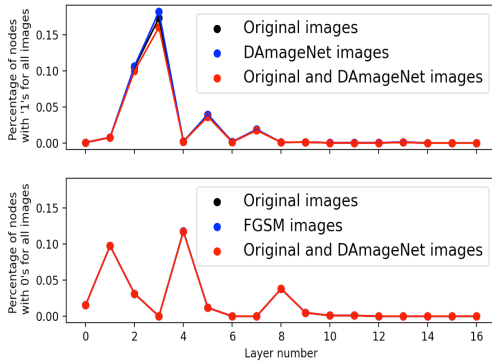 Percentage of nodes
with '1's for all images
0.15
0.10
0.05
0.00
Original images
DAmageNet images
Original and DAmageNet images
Percentage of nodes
with 0's for all images
0.15
0.10
0.05
0.00
Original images
FGSM images
Original and DAmageNet images
0 2 4 6 8 10 12 14 16
Layer number